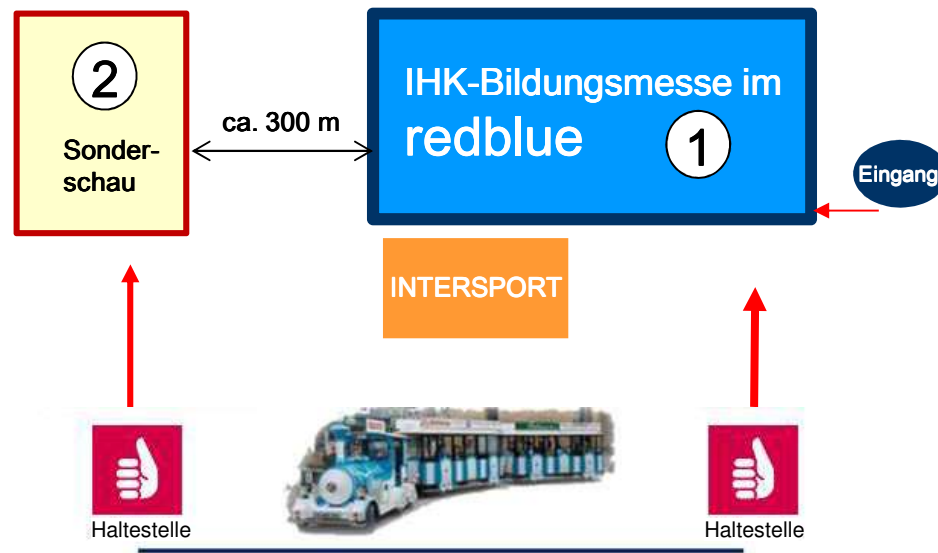 2
Sonder-
schau
ca. 300 m
IHK-Bildungsmesse im
redblue
1
Eingang
INTERSPORT
Haltestelle
Haltestelle